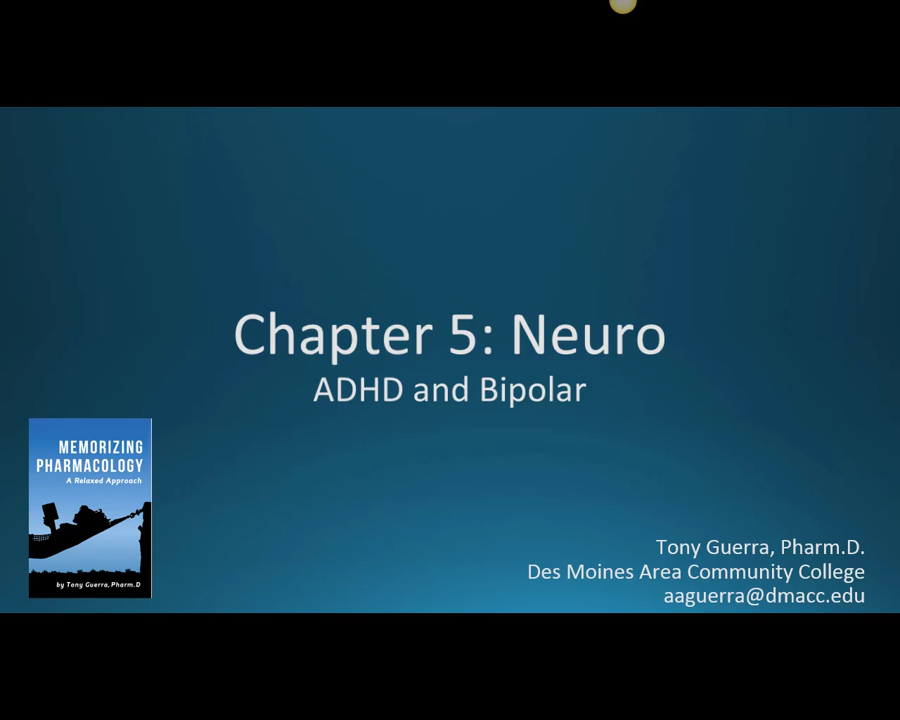 Chapter 5: Neuro
ADHD and Bipolar
MEMORIZING
PHARMACOLOGY
A Relaxed Approach
by Tony Guerra, Pharm.D
Tony Guerra, Pharm.D.
Des Moines Area Community College
aaguerra@dmacc.edu